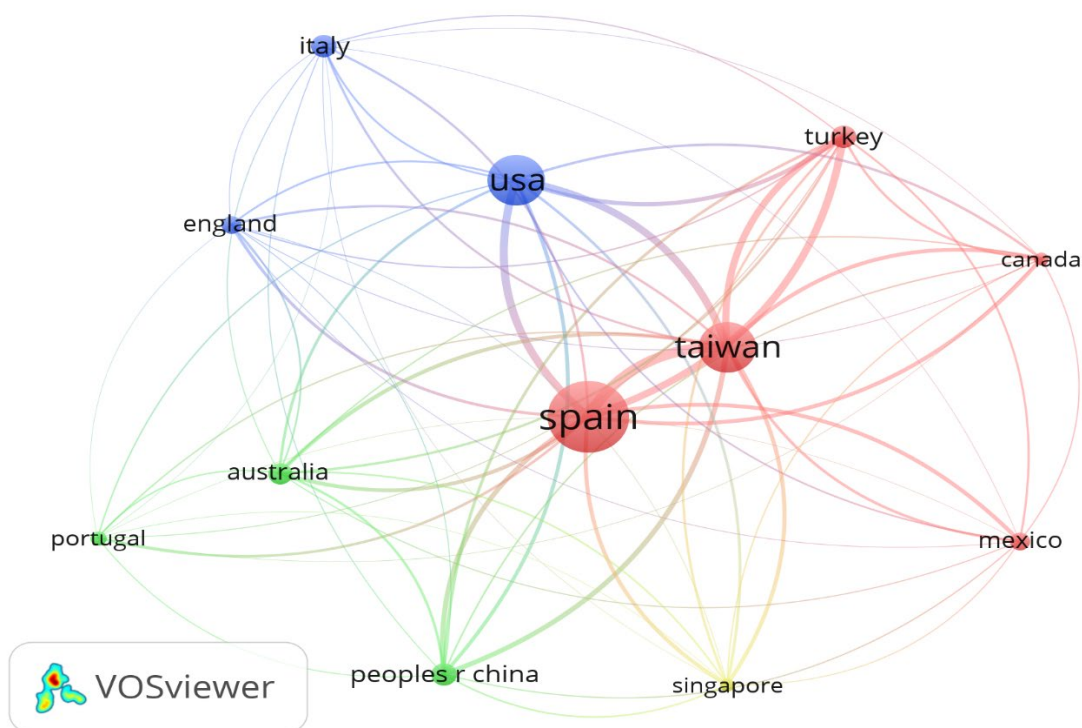 italy
turkey
usa
england
canada
taiwan
spain
australia
portugal
mexico
peoples r china
singapore
VOSviewer